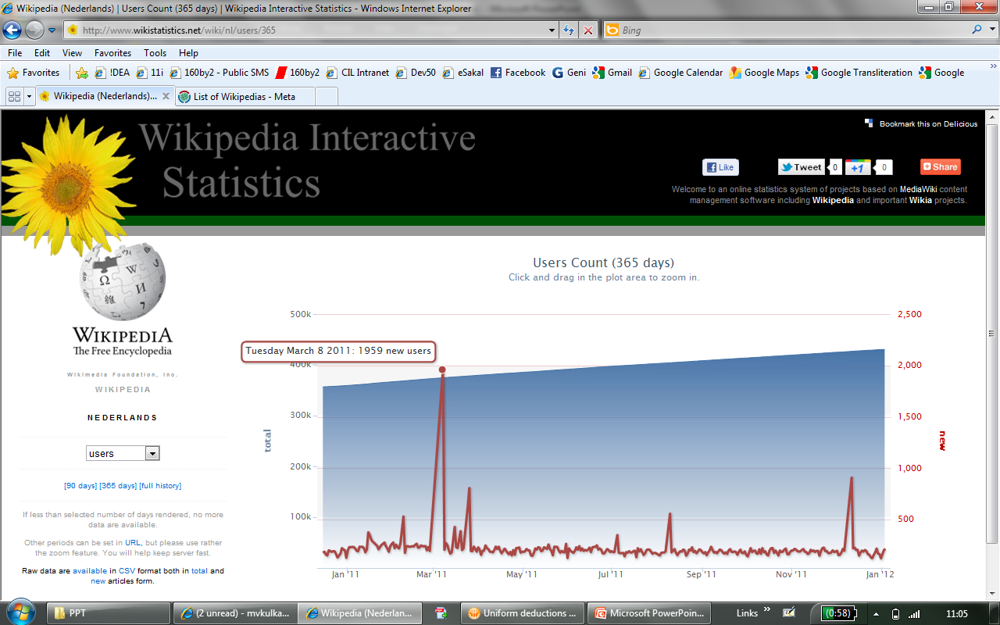 Wikipedia (Nederlands) | Users Count (365 days) | Wikipedia Interactive Statistics - Windows Internet Explorer
http://www.wikistatistics.net/wiki/nl/users/365
Bing
File Edit View Favorites Tools Help
Favorites !DEA 11i 160by2 - Public SMS 160by2 CIL Intranet Dev50 eSakal Facebook Geni Gmail Google Calendar Google Maps Google Transliteration Google
Wikipedia (Nederlands)... List of Wikipedias - Meta
Bookmark this on Delicious
Wikipedia Interactive
Statistics
Like Tweet 0 +1 0 Share
Welcome to an online statistics system of projects based on MediaWiki content
management software including Wikipedia and important Wikia projects.
WIKIPEDIA
The Free Encyclopedia
Wikimedia Foundation, Inc.
WIKIPEDIA
NEDERLANDS
users
[90 days] [365 days] [full history]
If less than selected number of days rendered, no more
data are available.
Other periods can be set in URL, but please use rather
the zoom feature. You will help keep server fast.
Raw data are available in CSV format both in total and
new articles form.
Users Count (365 days)
Click and drag in the plot area to zoom in.
500k
400k
300k
200k
100k
total
Tuesday March 8 2011: 1959 new users
2,500
2,000
1,500
1,000
500
new
Jan '11 Mar '11 May '11 Jul '11 Sep '11 Nov '11 Jan '12
PPT (2 unread) - mvkulka... Wikipedia (Nederlan... Uniform deductions ... Microsoft PowerPoin... Links (0:58) 11:05